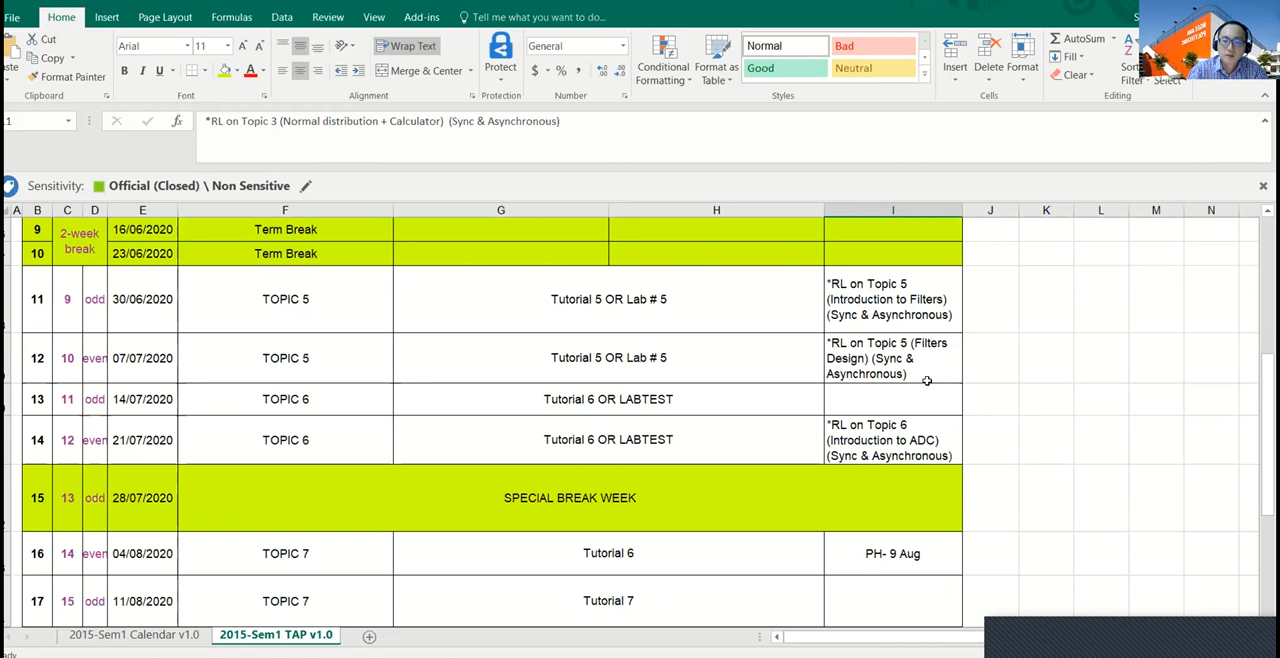 File Home Insert Page Layout Formulas Data Review View Add-ins Tell me what you want to do...
Cut
Copy
Format Painter
Clipboard
Arial 11
B I U
Font
Wrap Text
Merge & Center
Alignment
Protect
Protection
General
$ % ,
Number
Conditional Formatting
Format as Table
Normal Bad
Good Neutral
Styles
Insert Delete Format
Cells
AutoSum
Fill
Clear
Sort
Filter
Select
Editing
fx *RL on Topic 3 (Normal distribution + Calculator) (Sync & Asynchronous)
Sensitivity: Official (Closed) \ Non Sensitive
A B C D E F G H I J K L M N
9 2-week break 16/06/2020 Term Break
10 23/06/2020 Term Break
11 9 odd 30/06/2020 TOPIC 5 Tutorial 5 OR Lab # 5 *RL on Topic 5
(Introduction to Filters)
(Sync & Asynchronous)
12 10 even 07/07/2020 TOPIC 5 Tutorial 5 OR Lab # 5 *RL on Topic 5 (Filters
Design) (Sync &
Asynchronous)
13 11 odd 14/07/2020 TOPIC 6 Tutorial 6 OR LABTEST
14 12 even 21/07/2020 TOPIC 6 Tutorial 6 OR LABTEST *RL on Topic 6
(Introduction to ADC)
(Sync & Asynchronous)
15 13 odd 28/07/2020 SPECIAL BREAK WEEK
16 14 even 04/08/2020 TOPIC 7 Tutorial 6 PH- 9 Aug
17 15 odd 11/08/2020 TOPIC 7 Tutorial 7
2015-Sem1 Calendar v1.0 2015-Sem1 TAP v1.0